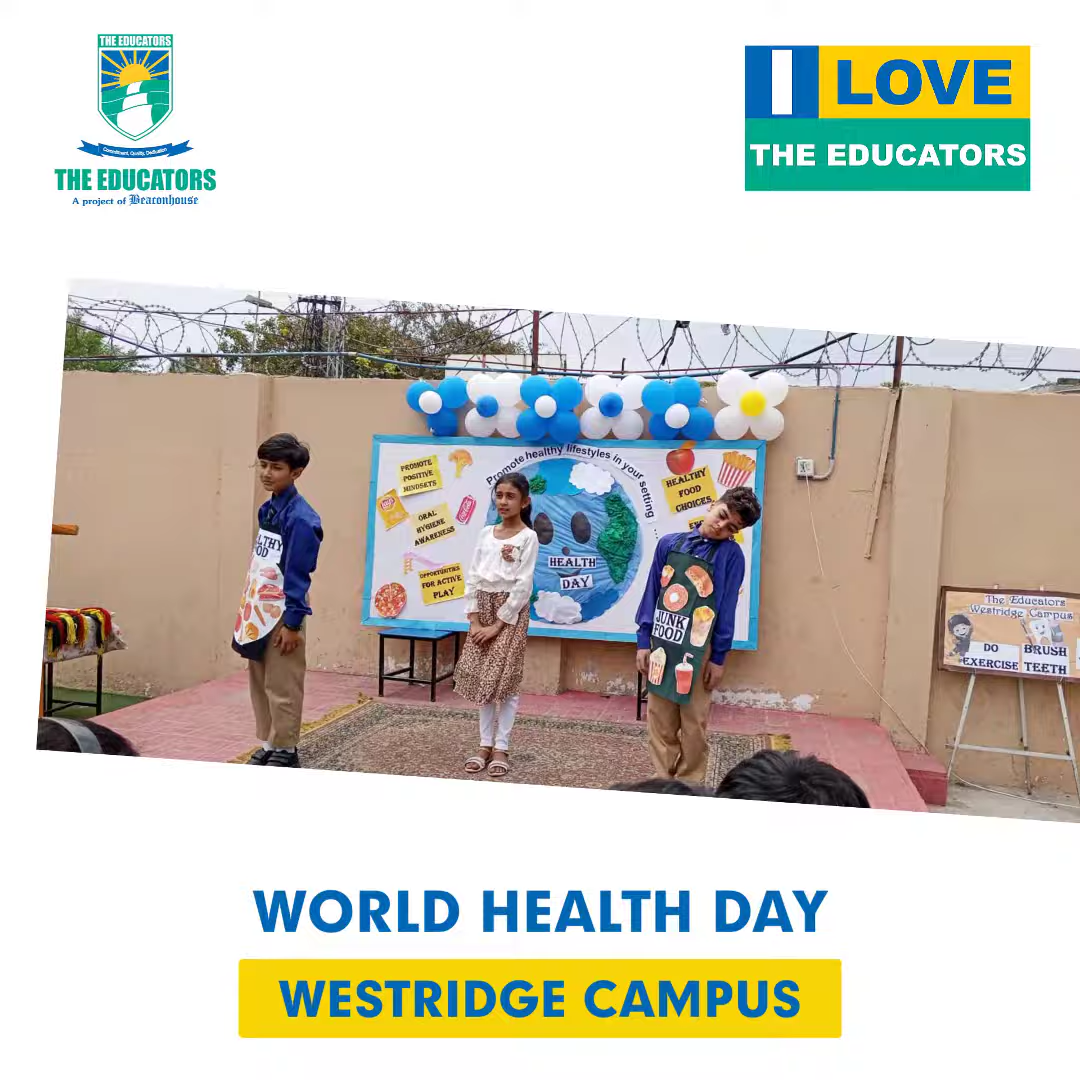 THE EDUCATORS
Commitment, Quality, Dedication
THE EDUCATORS
A project of Beaconhouse
I LOVE
THE EDUCATORS
Promote healthy lifestyles in your setting ...
PROMOTE
POSITIVE
MINDSETS
ORAL
HYGIENE
AWARENESS
OPPORTUNITIES
FOR ACTIVE
PLAY
HEALTHY
FOOD
CHOICES
HEALTH
DAY
FOOD
JUNK
FOOD
The Educators
Westridge Campus
DO
EXERCISE
BRUSH
TEETH
WORLD HEALTH DAY
WESTRIDGE CAMPUS